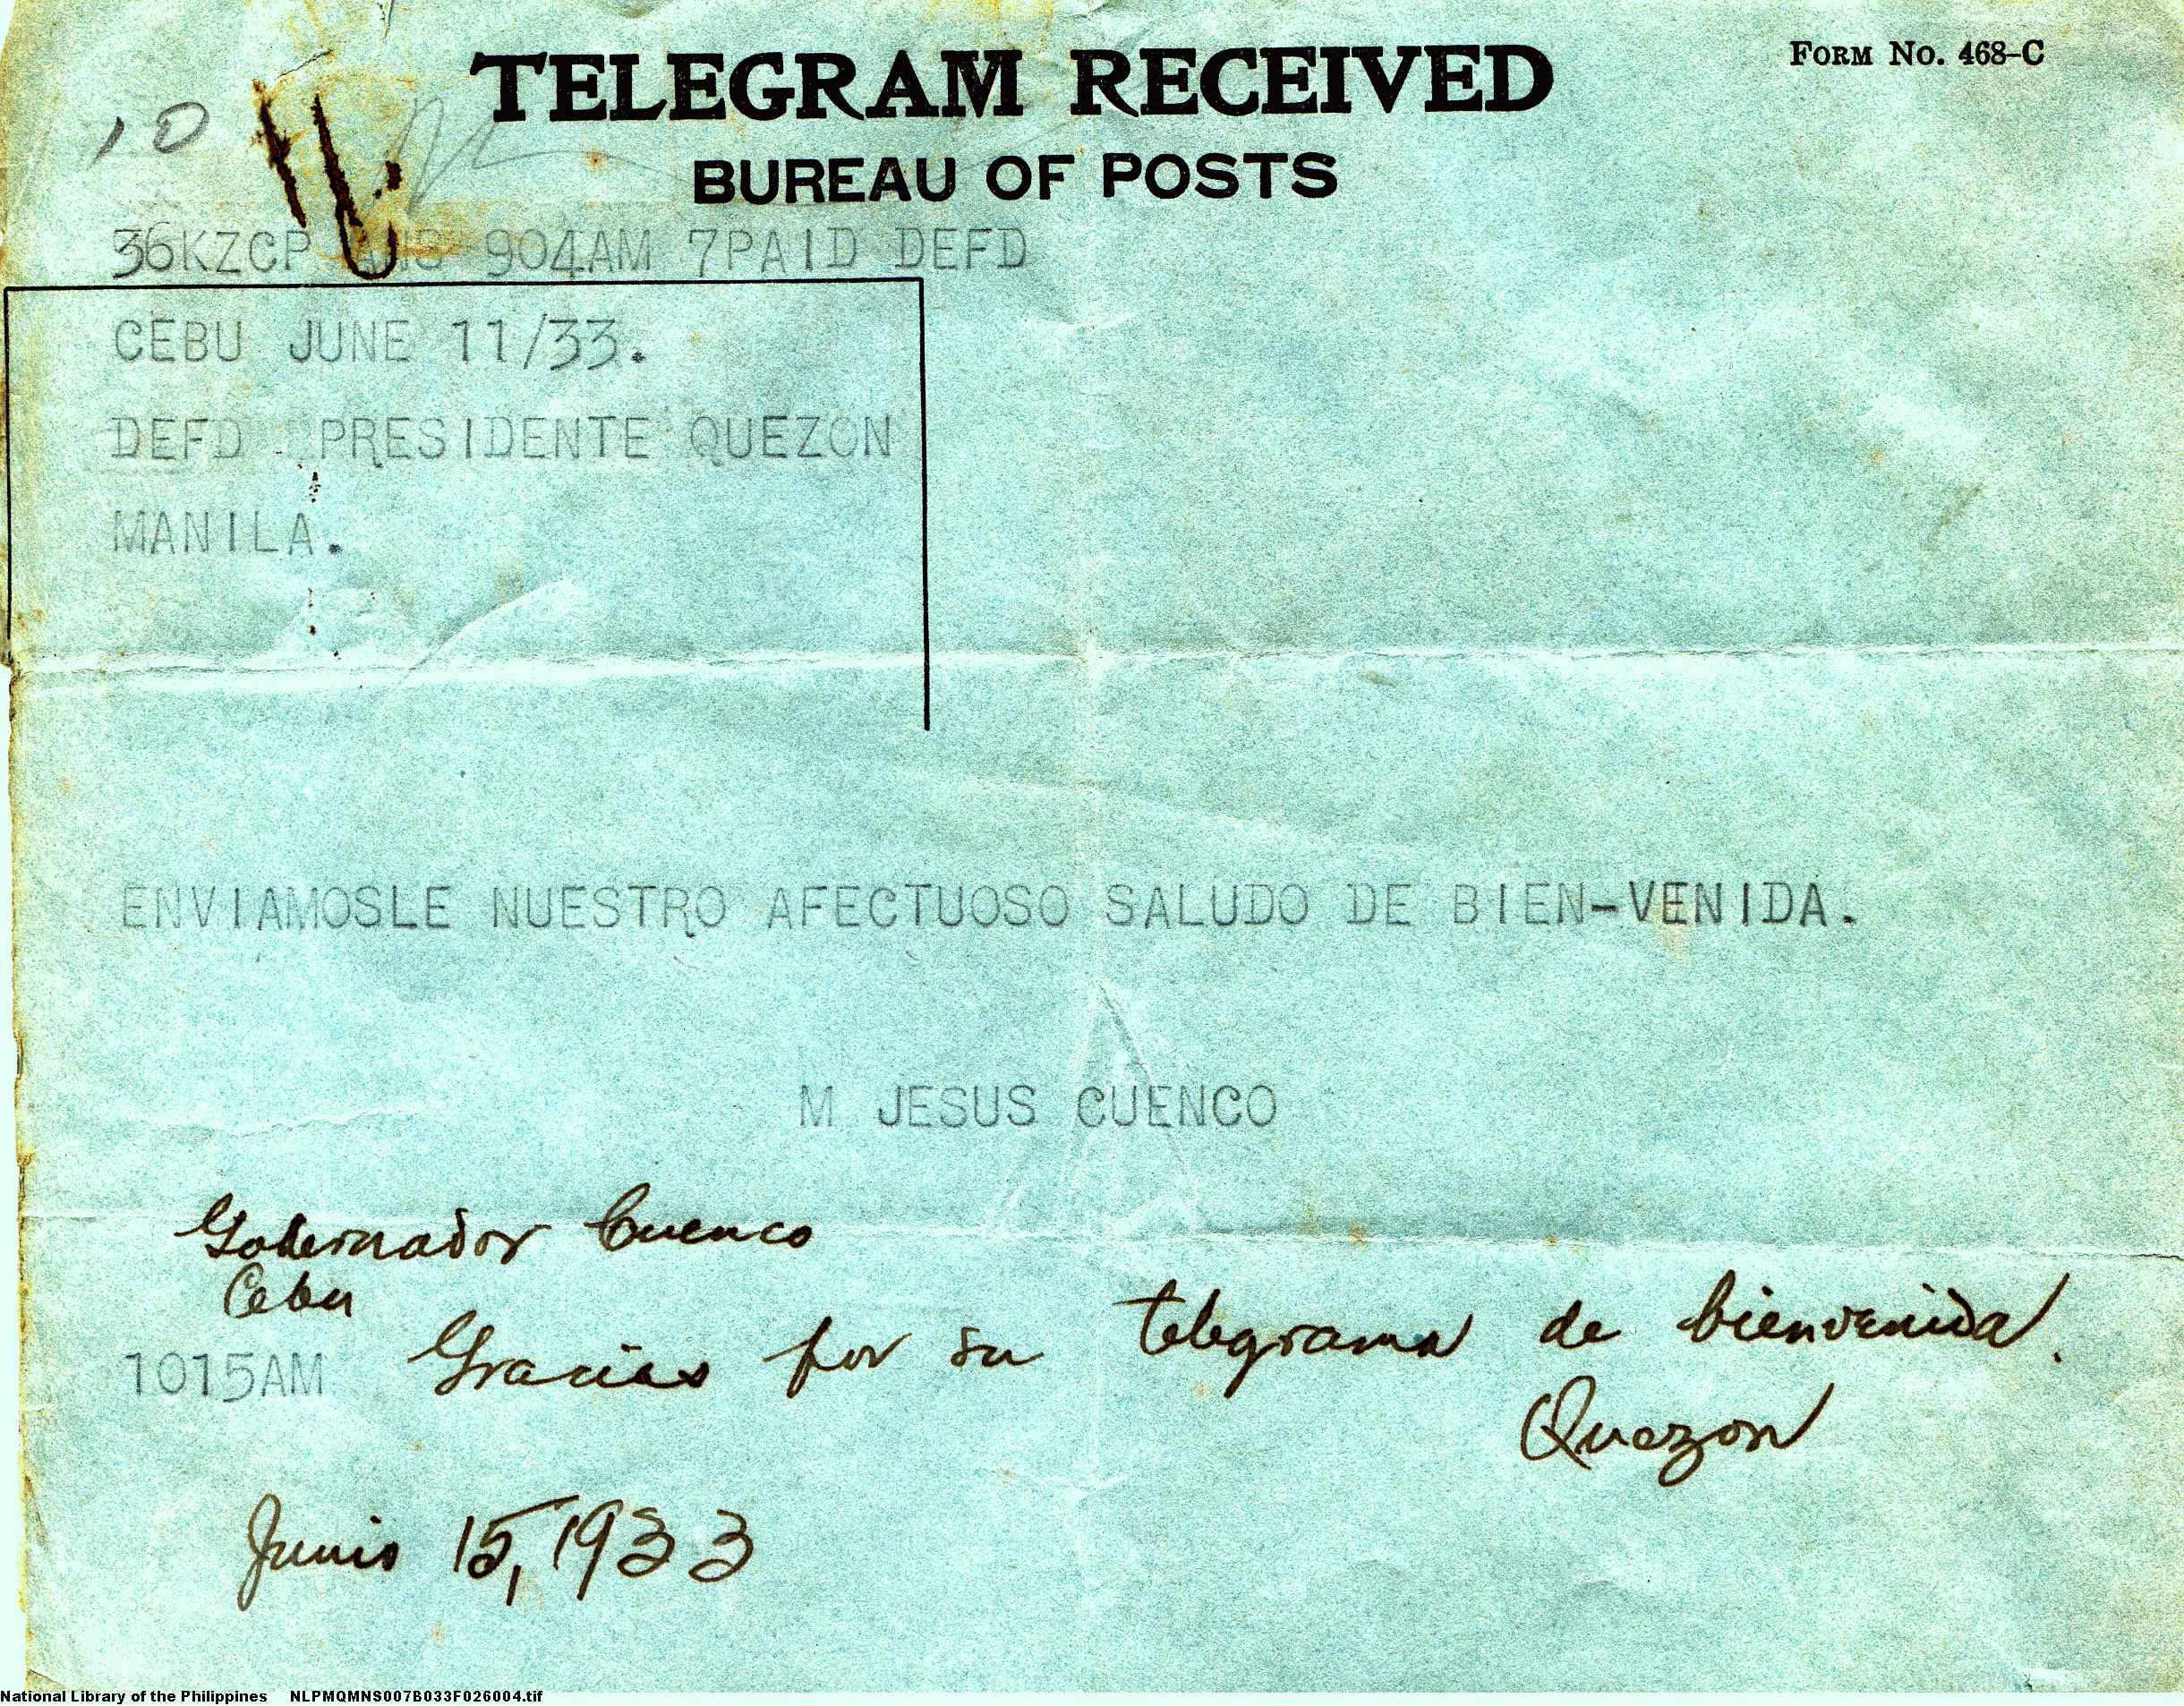 TELEGRAM RECEIVED
FORM NO. 468-C
BUREAU OF POSTS
10
36KZCP 904AM 7PAID DEFD
CEBU JUNE 11/33.
DEFD PRESIDENTE QUEZON
MANILA.
ENVIAMOSLE NUESTRO AFECTUOSO SALUDO DE BIEN-VENIDA.
M JESUS CUENCO
Gobernador Cuenco
Cebu
Gracias por su telegrama de bienvenida.
1015AM
Quezon
Junio 15, 1933
National Library of the Philippines NLPMQMNS007B033F026004.tif